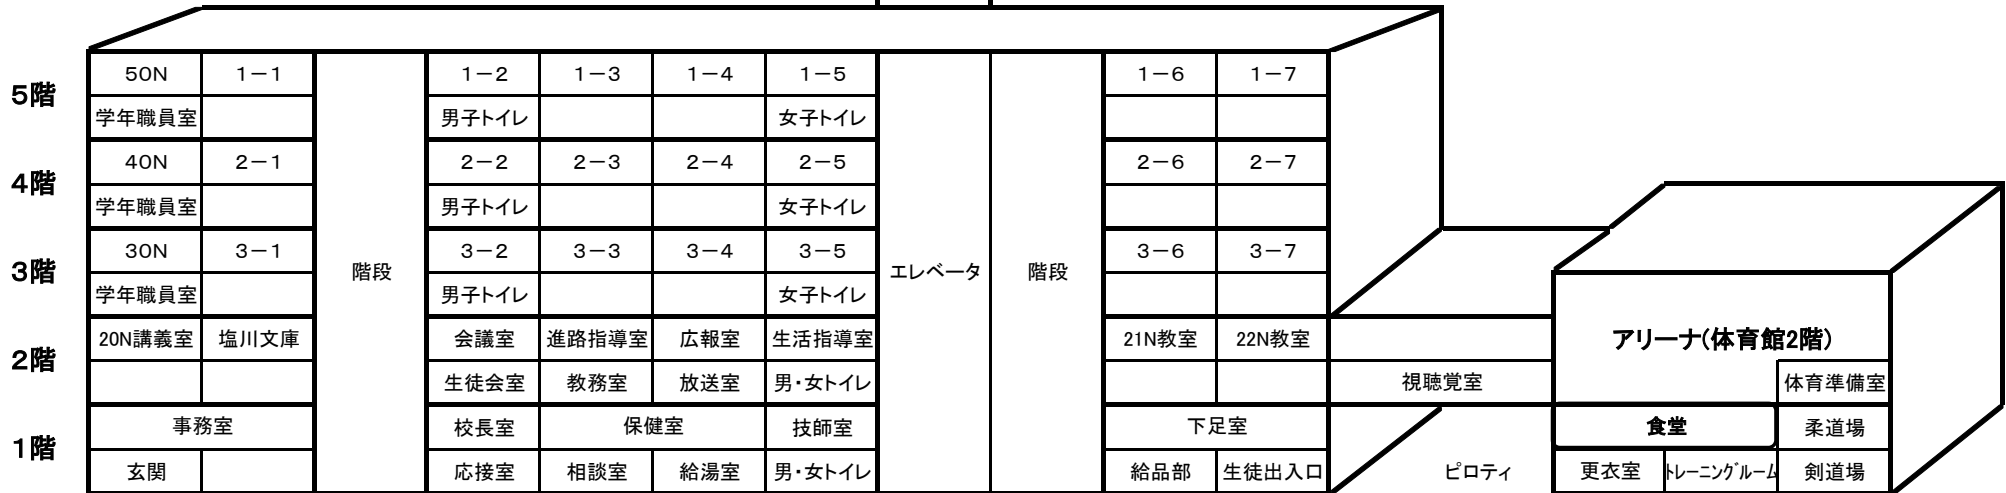 ５階 ５０Ｎ １－１ １－２ １－３ １－４ １－５ １－６ １－７
学年職員室 男子トイレ 女子トイレ
４階 ４０Ｎ ２－１ ２－２ ２－３ ２－４ ２－５ ２－６ ２－７
学年職員室 男子トイレ 女子トイレ
３階 ３０Ｎ ３－１ 階段 ３－２ ３－３ ３－４ ３－５ エレベータ 階段 ３－６ ３－７
学年職員室 男子トイレ 女子トイレ
２階 20N講義室 塩川文庫 会議室 進路指導室 広報室 生活指導室 21N教室 22N教室 アリーナ(体育館2階)
生徒会室 教務室 放送室 男・女トイレ 視聴覚室 体育準備室
１階 事務室 校長室 保健室 技師室 下足室 食堂 柔道場
玄関 応接室 相談室 給湯室 男・女トイレ 給品部 生徒出入口 ピロティ 更衣室 トレーニングルーム 剣道場